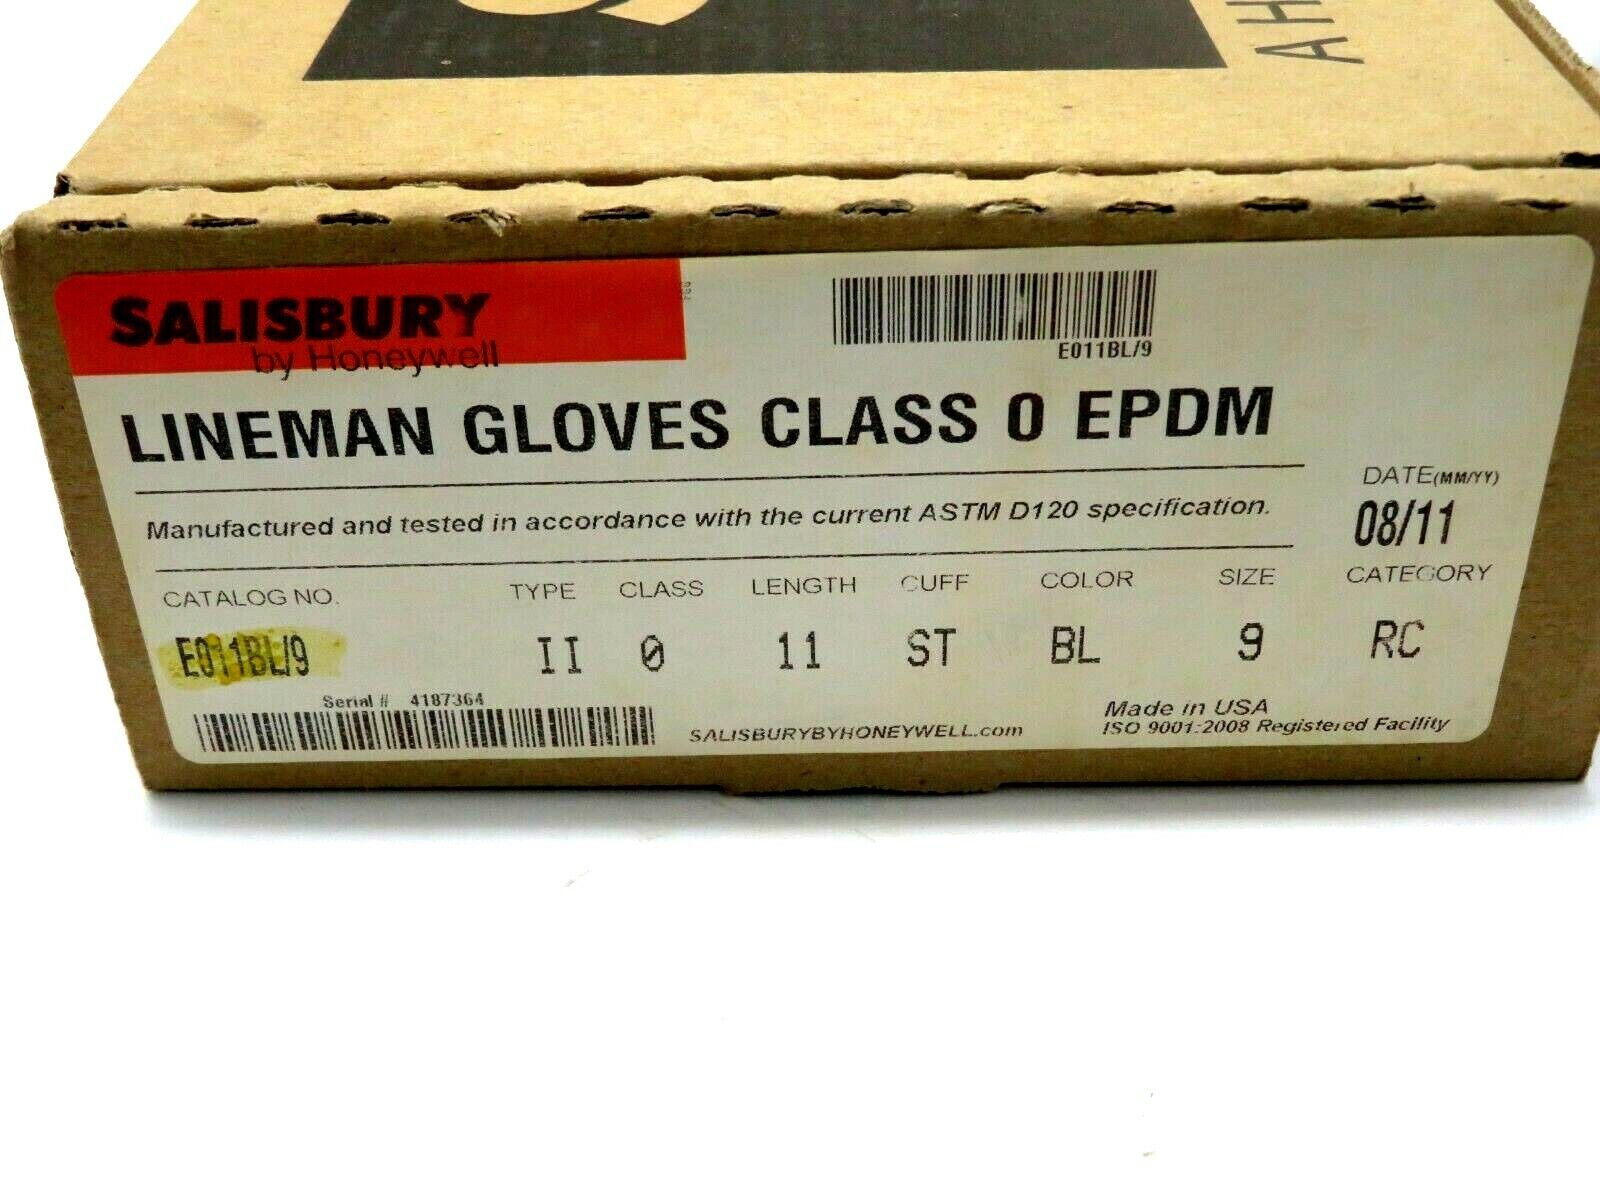 A H
SALISBURY
by Honeywell
E011BL/9
LINEMAN GLOVES CLASS 0 EPDM
DATE(MM/YY)
08/11
Manufactured and tested in accordance with the current ASTM D120 specification.
CATALOG NO. TYPE CLASS LENGTH CUFF COLOR SIZE CATEGORY
E011BL/9 II 0 11 ST BL 9 RC
Serial # 4187364
SALISBURYBYHONEYWELL.com
Made in USA
ISO 9001:2008 Registered Facility